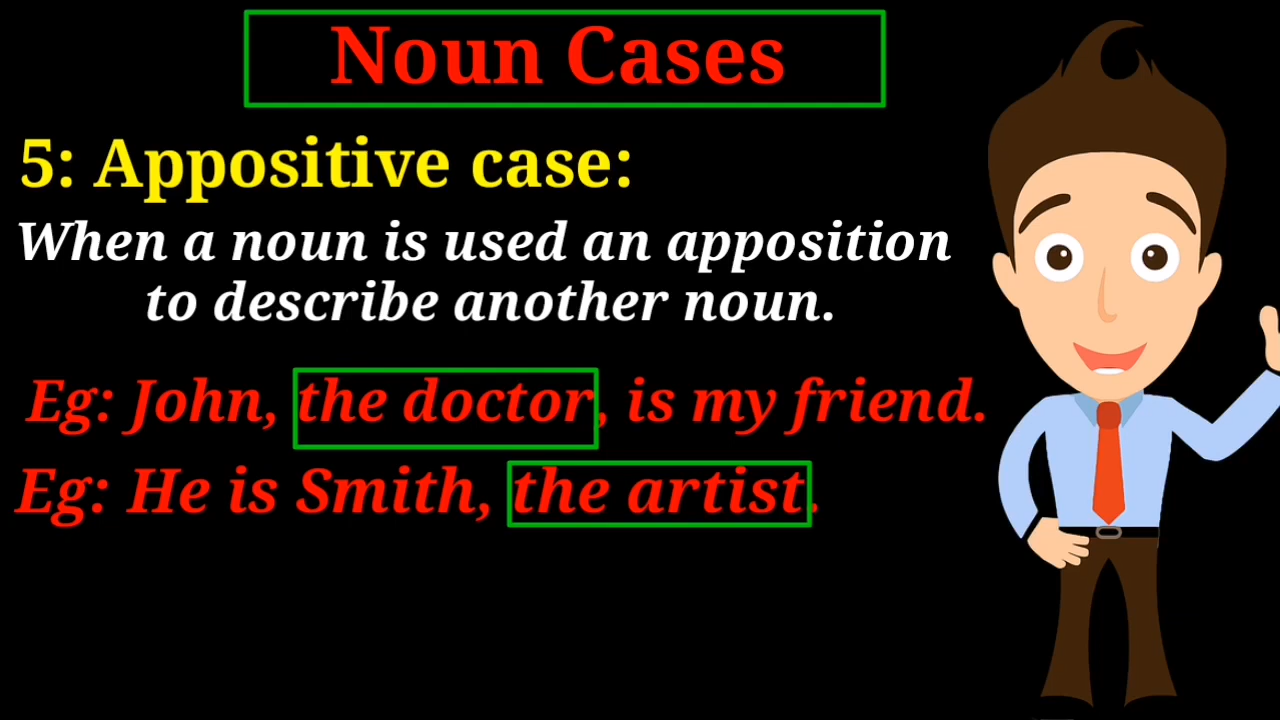 Noun Cases
5: Appositive case:
When a noun is used an apposition
to describe another noun.
Eg: John, the doctor, is my friend.
Eg: He is Smith, the artist.